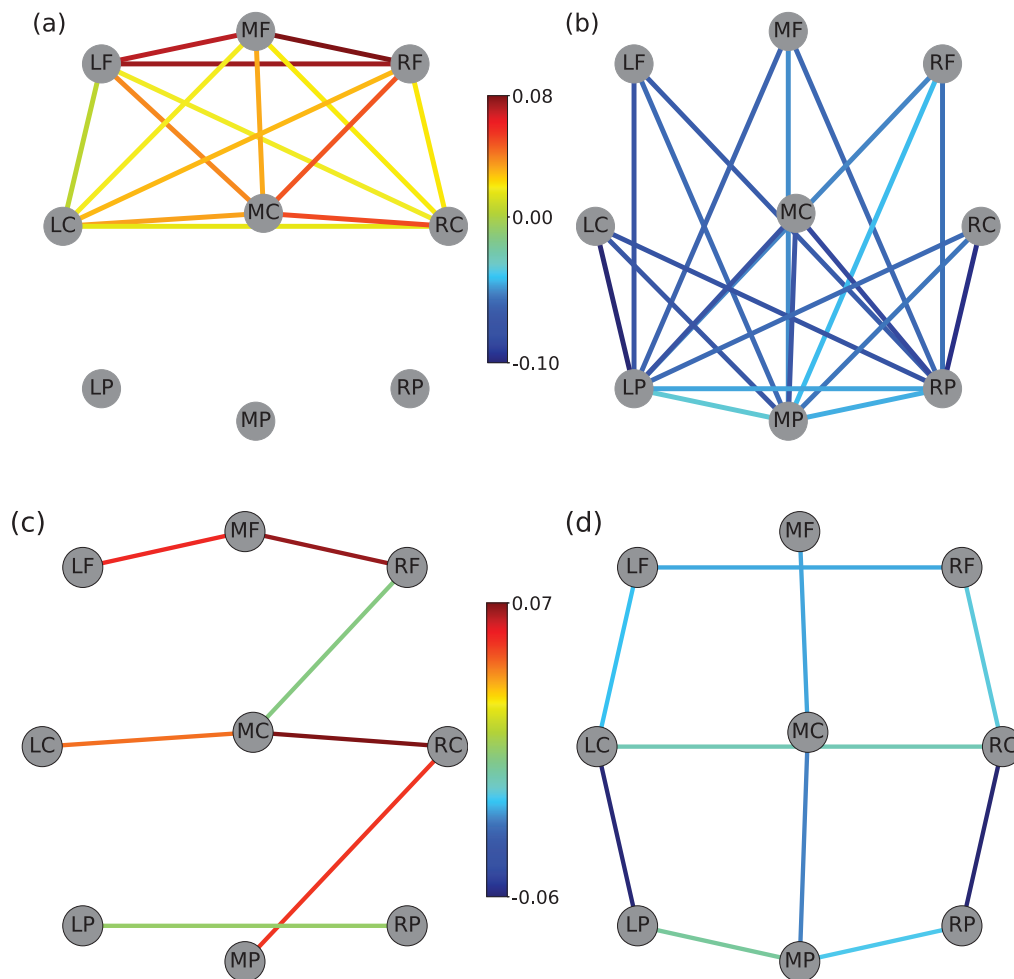 (a)
MF
LF
RF
LC
MC
RC
LP
RP
MP
0.08
0.00
-0.10
(b)
MF
LF
RF
LC
MC
RC
LP
RP
MP
(c)
MF
LF
RF
LC
MC
RC
LP
RP
MP
0.07
-0.06
(d)
MF
LF
RF
LC
MC
RC
LP
RP
MP